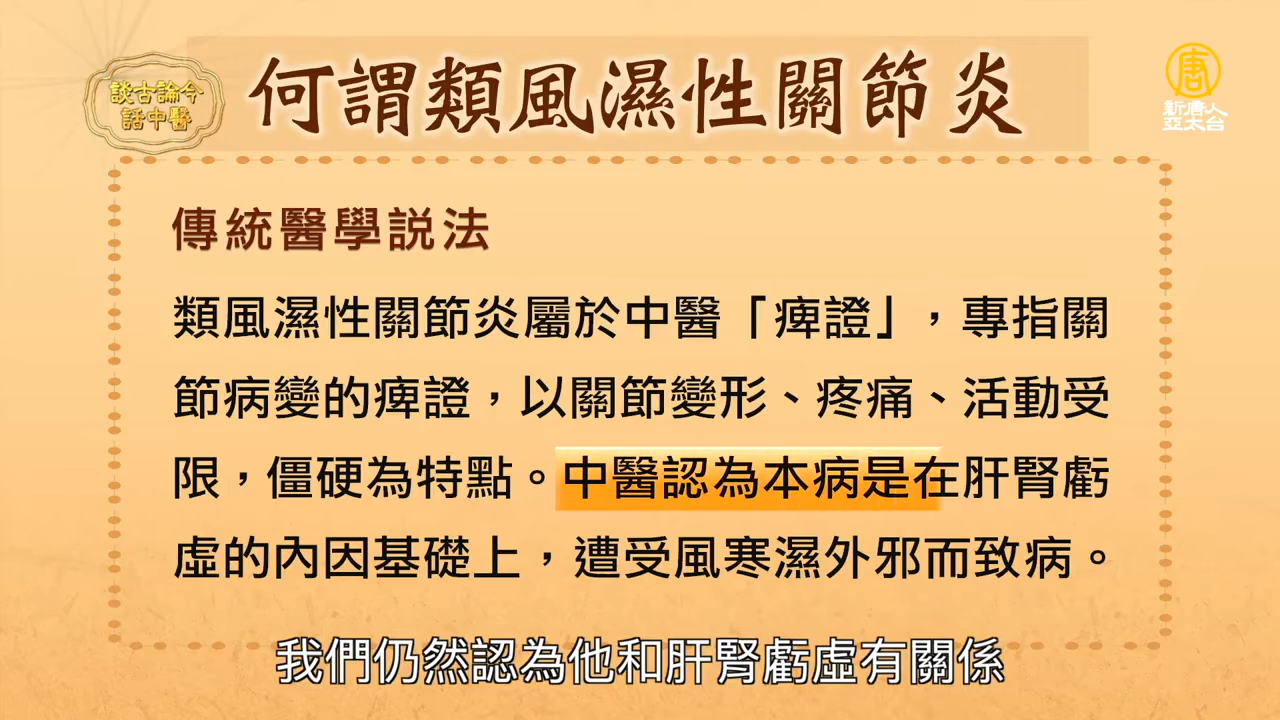 談古論今
話中醫
何謂類風濕性關節炎
唐
新唐人
亞太台
傳統醫學説法
類風濕性關節炎屬於中醫「痺證」，專指關
節病變的痺證，以關節變形、疼痛、活動受
限，僵硬為特點。中醫認為本病是在肝腎虧
虛的內因基礎上，遭受風寒濕外邪而致病。
我們仍然認為他和肝腎虧虛有關係